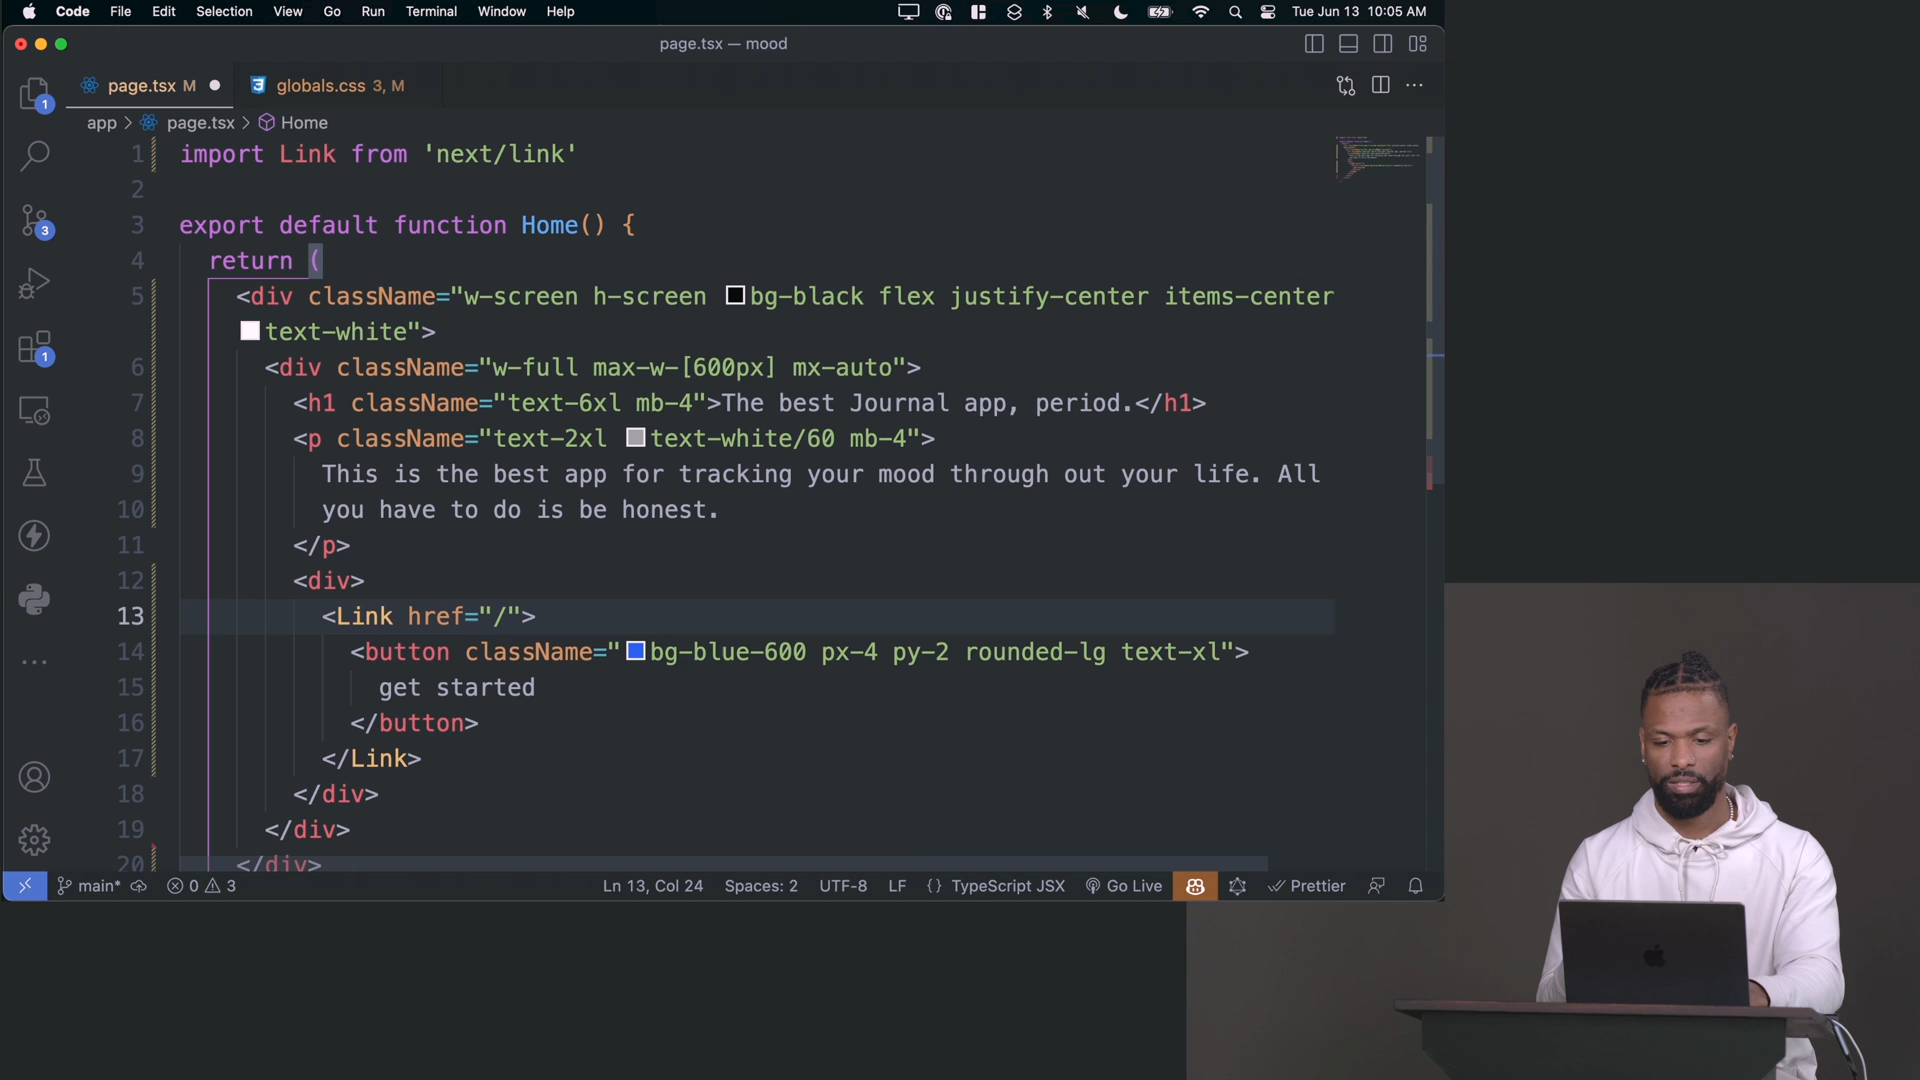 Code File Edit Selection View Go Run Terminal Window Help Tue Jun 13 10:05 AM
page.tsx — mood
page.tsx M globals.css 3, M
app > page.tsx > Home
1 import Link from 'next/link'
2
3 export default function Home() {
4 return (
5 <div className="w-screen h-screen bg-black flex justify-center items-center
text-white">
6 <div className="w-full max-w-[600px] mx-auto">
7 <h1 className="text-6xl mb-4">The best Journal app, period.</h1>
8 <p className="text-2xl text-white/60 mb-4">
9 This is the best app for tracking your mood through out your life. All
10 you have to do is be honest.
11 </p>
12 <div>
13 <Link href="/">
14 <button className="bg-blue-600 px-4 py-2 rounded-lg text-xl">
15 get started
16 </button>
17 </Link>
18 </div>
19 </div>
20 </div>
1
3
1
main* 0 3 Ln 13, Col 24 Spaces: 2 UTF-8 LF {} TypeScript JSX Go Live Prettier